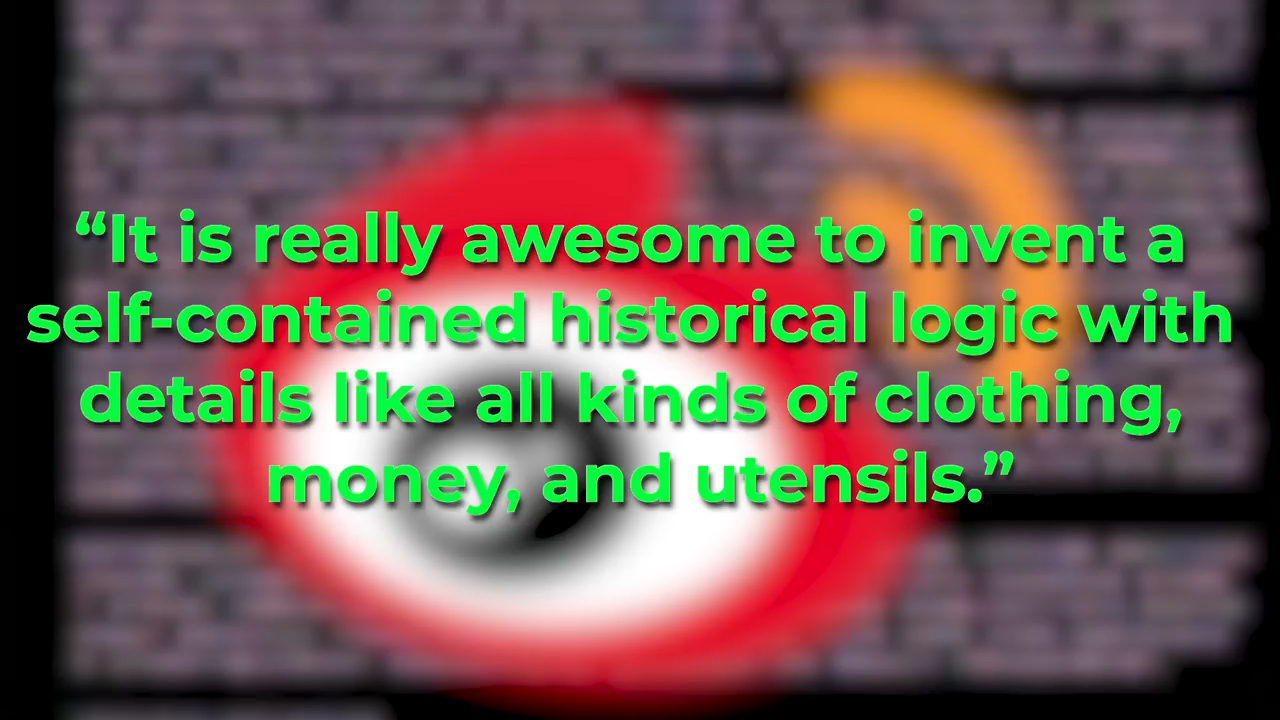 “It is really awesome to invent a
self-contained historical logic with
details like all kinds of clothing,
money, and utensils.”